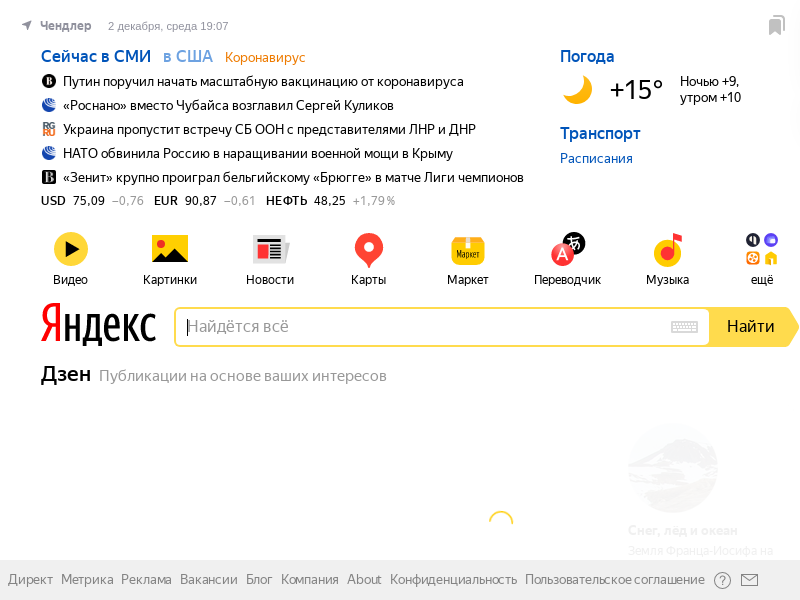 Чендлер 2 декабря, среда 19:07
Сейчас в СМИ в США Коронавирус
Путин поручил начать масштабную вакцинацию от коронавируса
«Роснано» вместо Чубайса возглавил Сергей Куликов
Украина пропустит встречу СБ ООН с представителями ЛНР и ДНР
НАТО обвинила Россию в наращивании военной мощи в Крыму
«Зенит» крупно проиграл бельгийскому «Брюгге» в матче Лиги чемпионов
USD 75,09 −0,76 EUR 90,87 −0,61 НЕФТЬ 48,25 +1,79%
Погода
+15° Ночью +9,
утром +10
Транспорт
Расписания
Видео Картинки Новости Карты Маркет Переводчик Музыка ещё
Яндекс Найдётся всё Найти
Дзен Публикации на основе ваших интересов
Снег, лёд и океан
Земля Франца-Иосифа на
Директ Метрика Реклама Вакансии Блог Компания About Конфиденциальность Пользовательское соглашение